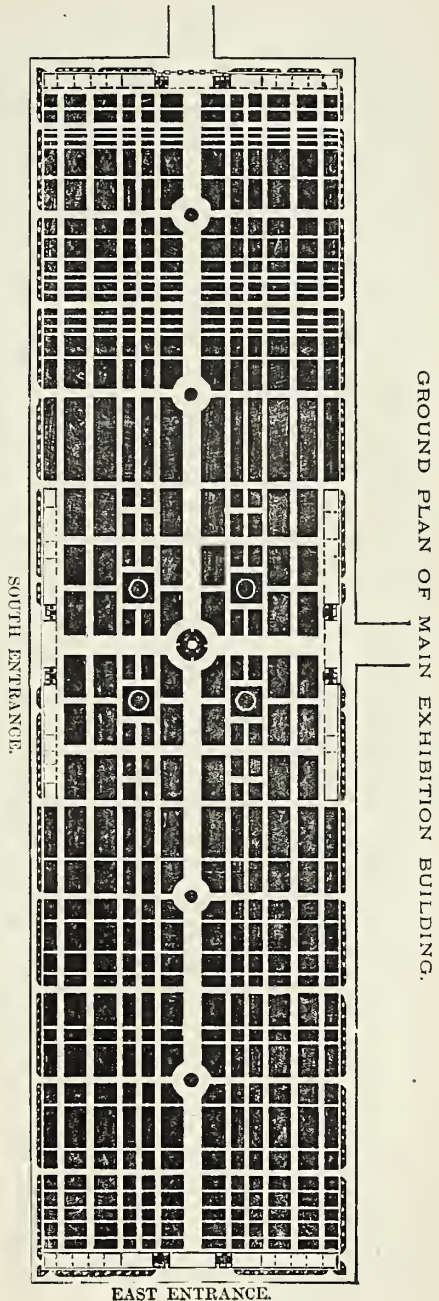 GROUND PLAN OF MAIN EXHIBITION BUILDING.
SOUTH ENTRANCE.
EAST ENTRANCE.